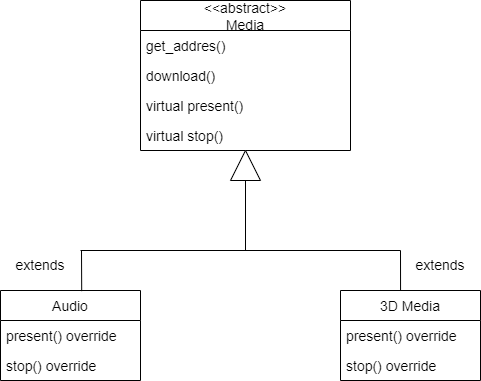 <<abstract>>
Media
get_addres()
download()
virtual present()
virtual stop()
extends
extends
Audio
present() override
stop() override
3D Media
present() override
stop() override